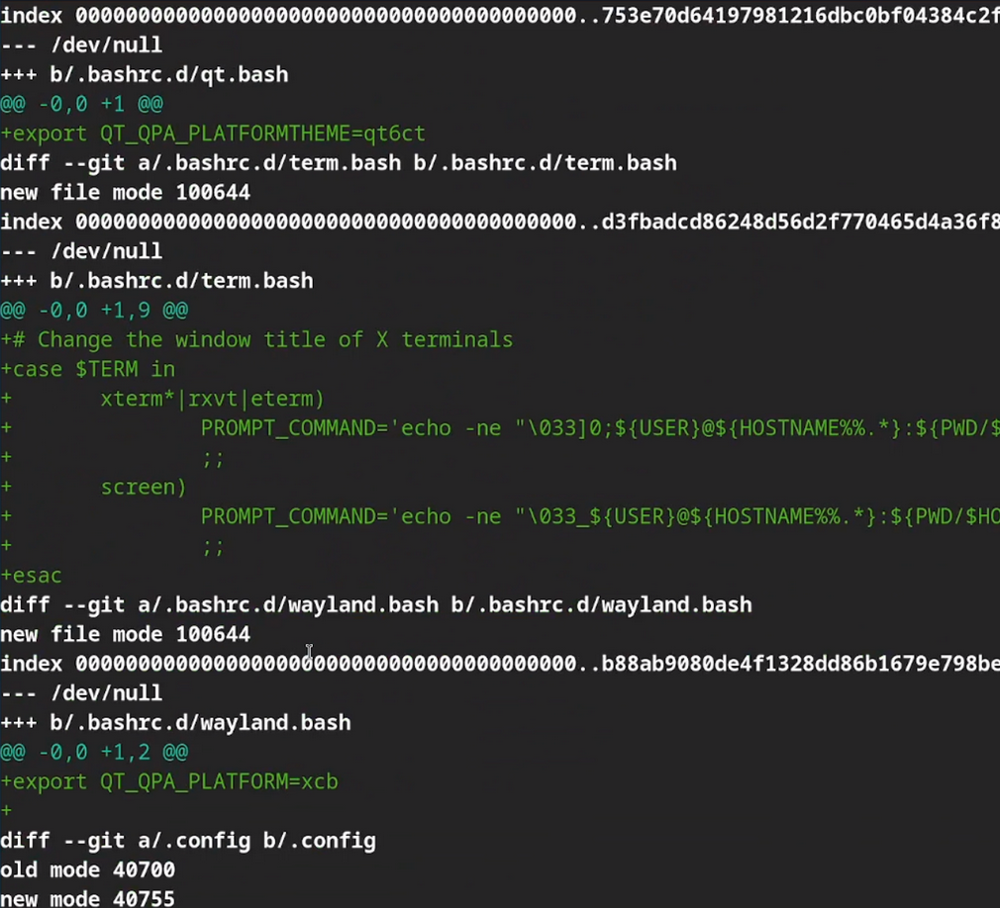 index 0000000000000000000000000000000000000000..753e70d64197981216dbc0bf04384c2f
--- /dev/null
+++ b/.bashrc.d/qt.bash
@@ -0,0 +1 @@
+export QT_QPA_PLATFORMTHEME=qt6ct
diff --git a/.bashrc.d/term.bash b/.bashrc.d/term.bash
new file mode 100644
index 0000000000000000000000000000000000000000..d3fbadcd86248d56d2f770465d4a36f8
--- /dev/null
+++ b/.bashrc.d/term.bash
@@ -0,0 +1,9 @@
+# Change the window title of X terminals
+case $TERM in
+       xterm*|rxvt|eterm)
+               PROMPT_COMMAND='echo -ne "\033]0;${USER}@${HOSTNAME%%.*}:${PWD/$
+               ;;
+       screen)
+               PROMPT_COMMAND='echo -ne "\033_${USER}@${HOSTNAME%%.*}:${PWD/$HO
+               ;;
+esac
diff --git a/.bashrc.d/wayland.bash b/.bashrc.d/wayland.bash
new file mode 100644
index 0000000000000000000000000000000000000000..b88ab9080de4f1328dd86b1679e798be
--- /dev/null
+++ b/.bashrc.d/wayland.bash
@@ -0,0 +1,2 @@
+export QT_QPA_PLATFORM=xcb
+
diff --git a/.config b/.config
old mode 40700
new mode 40755